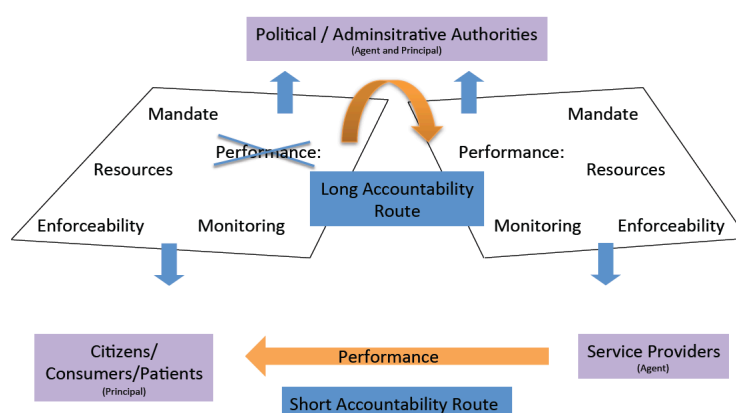 Political / Adminsitrative Authorities
(Agent and Principal)
Mandate
Performance:
Resources
Enforceability
Monitoring
Long Accountability
Route
Mandate
Performance:
Resources
Monitoring
Enforceability
Citizens/
Consumers/Patients
(Principal)
Performance
Service Providers
(Agent)
Short Accountability Route